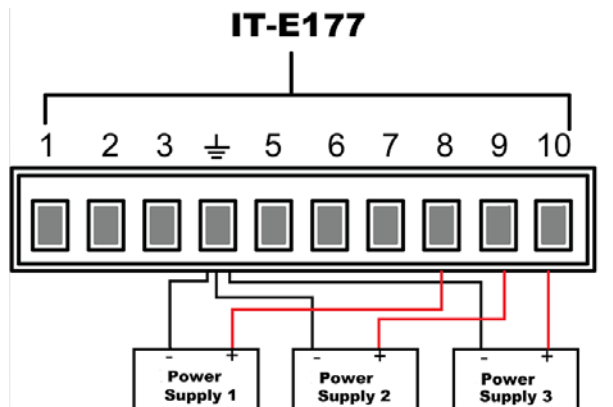 IT-E177
1 2 3 5 6 7 8 9 10
- + - + - +
Power Power Power
Supply 1 Supply 2 Supply 3